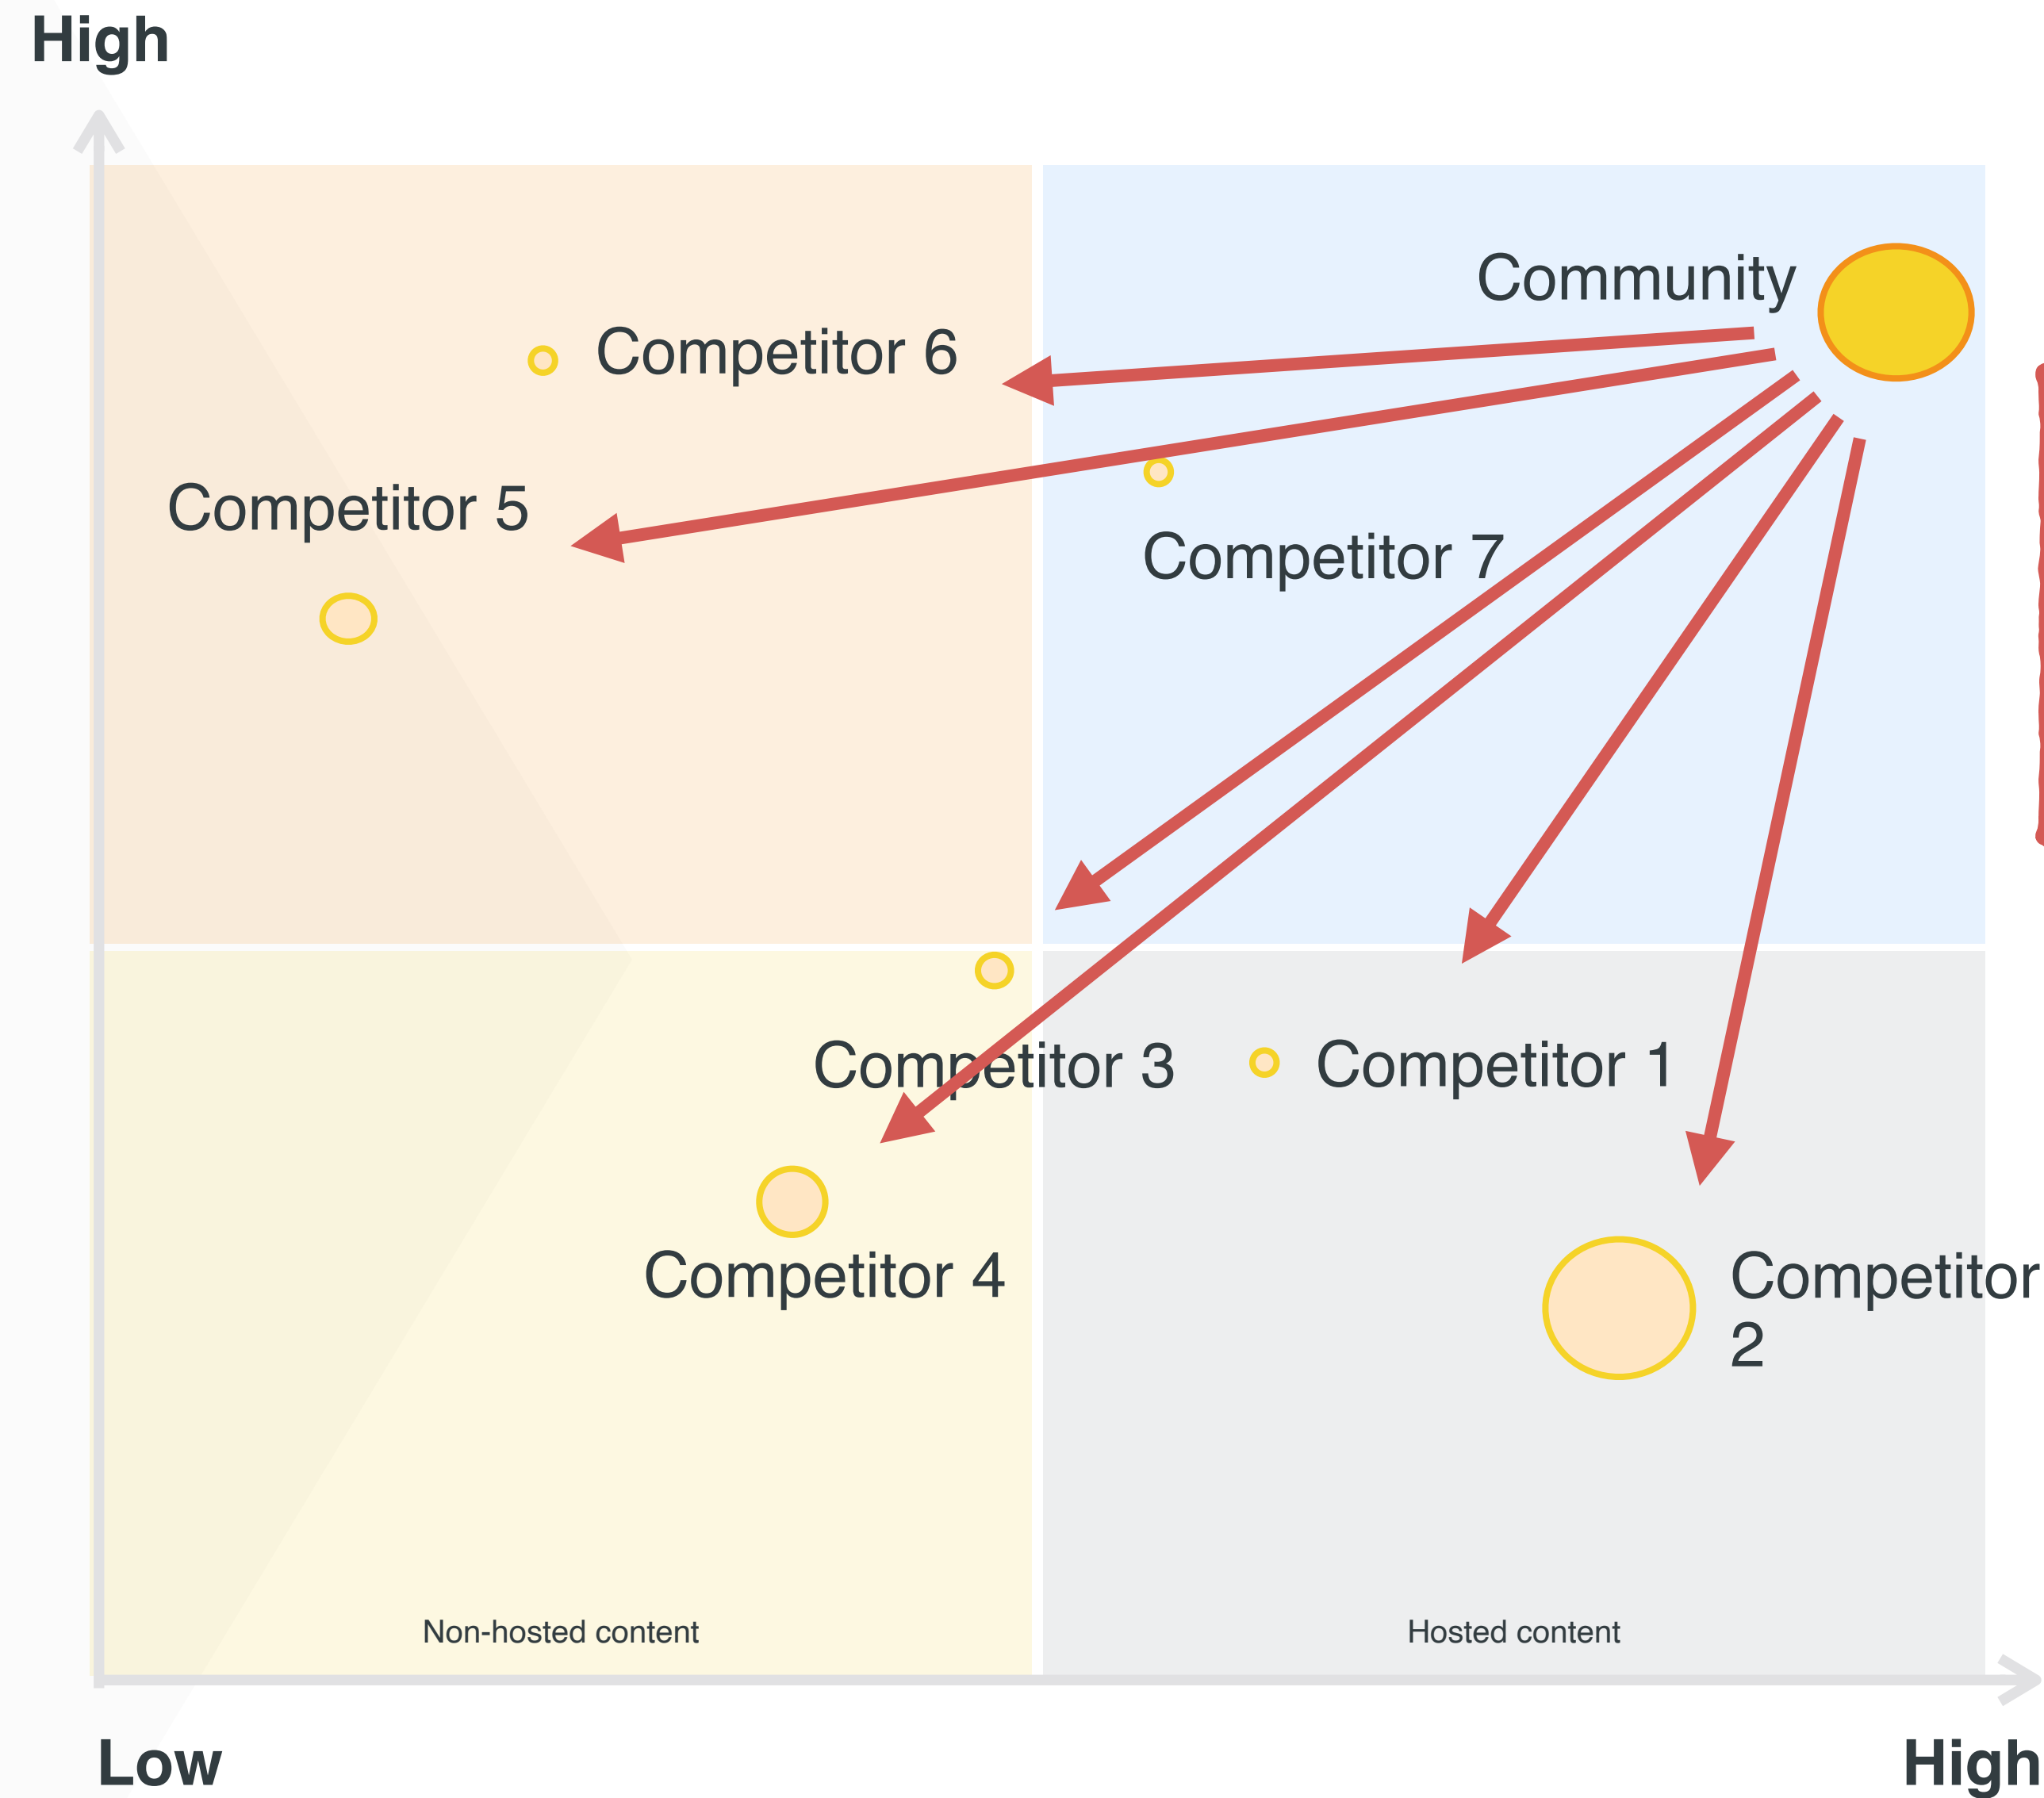 High
Community
Competitor 6
Competitor 5
Competitor 7
Competitor 3
Competitor 1
Competitor 4
Competitor
2
Non-hosted content
Hosted content
Low
High